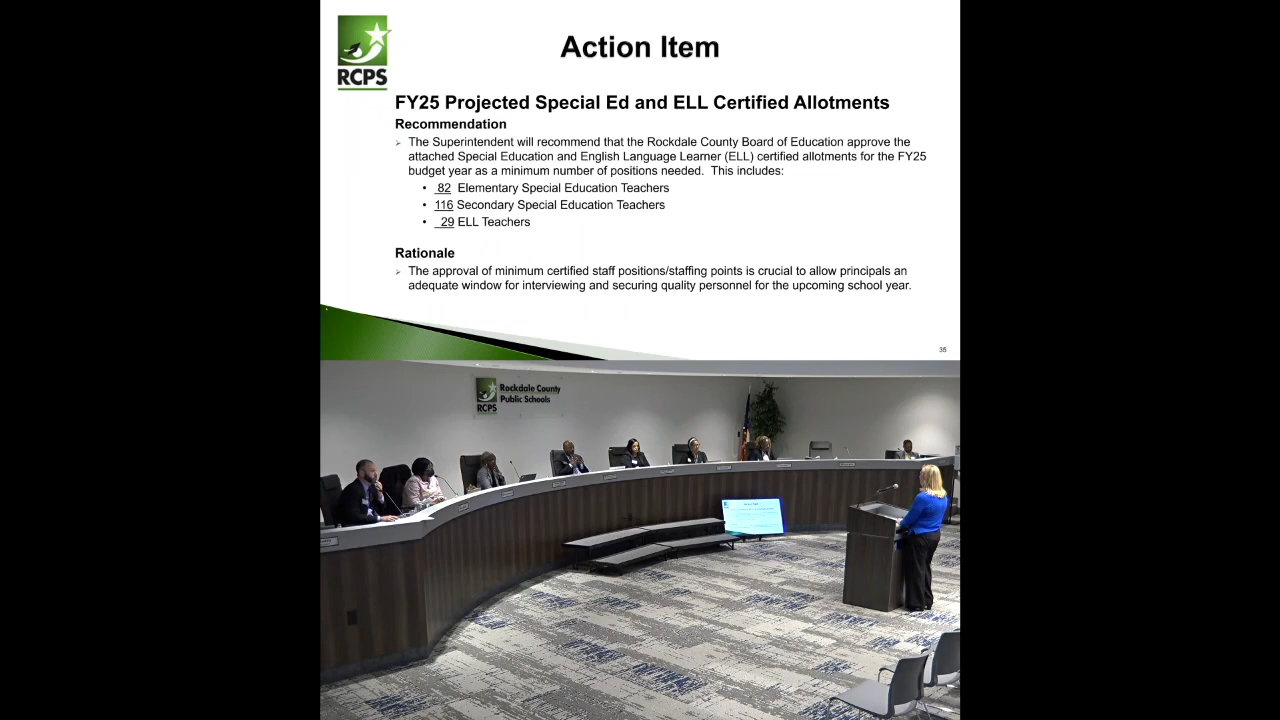 RCPS
Action Item
FY25 Projected Special Ed and ELL Certified Allotments
Recommendation
The Superintendent will recommend that the Rockdale County Board of Education approve the
attached Special Education and English Language Learner (ELL) certified allotments for the FY25
budget year as a minimum number of positions needed. This includes:
• 82 Elementary Special Education Teachers
• 116 Secondary Special Education Teachers
• 29 ELL Teachers
Rationale
The approval of minimum certified staff positions/staffing points is crucial to allow principals an
adequate window for interviewing and securing quality personnel for the upcoming school year.
35
Rockdale County
Public Schools
RCPS